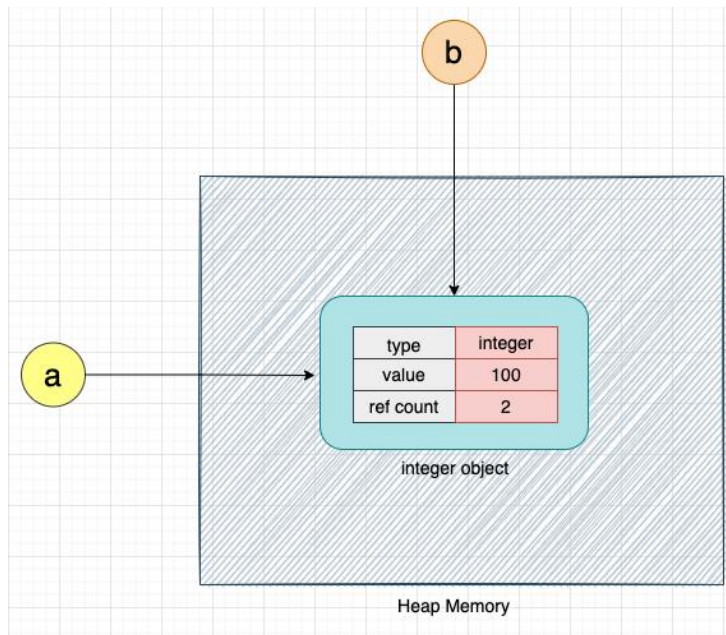 b
a
type integer
value 100
ref count 2
integer object
Heap Memory